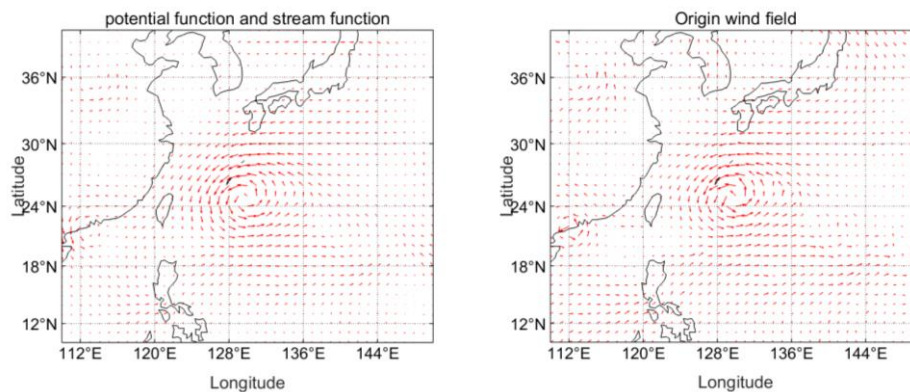 potential function and stream function
36°N
30°N
24°N
18°N
12°N
Latitude
112°E 120°E 128°E 136°E 144°E
Longitude
Origin wind field
36°N
30°N
24°N
18°N
12°N
Latitude
112°E 120°E 128°E 136°E 144°E
Longitude